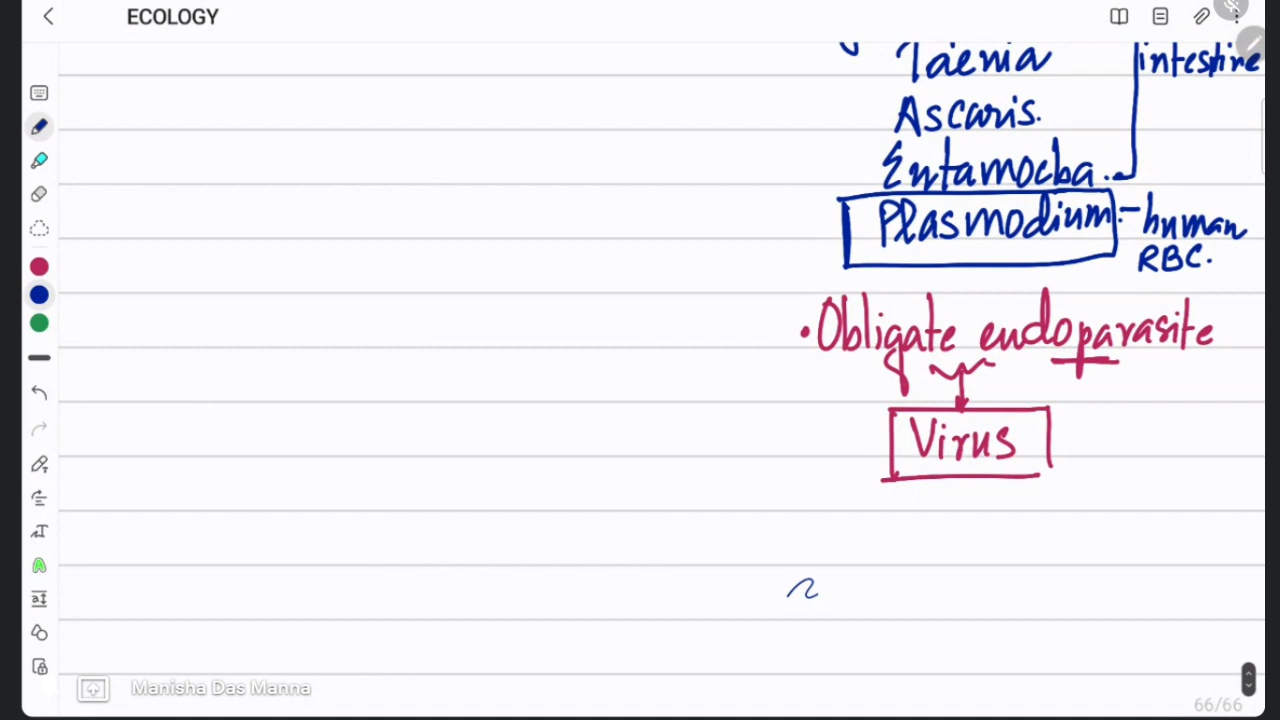 ECOLOGY
Taenia intestine
Ascaris.
Entamoeba.
Plasmodium. - human
RBC.
• Obligate endoparasite
Virus
Manisha Das Manna
66/66